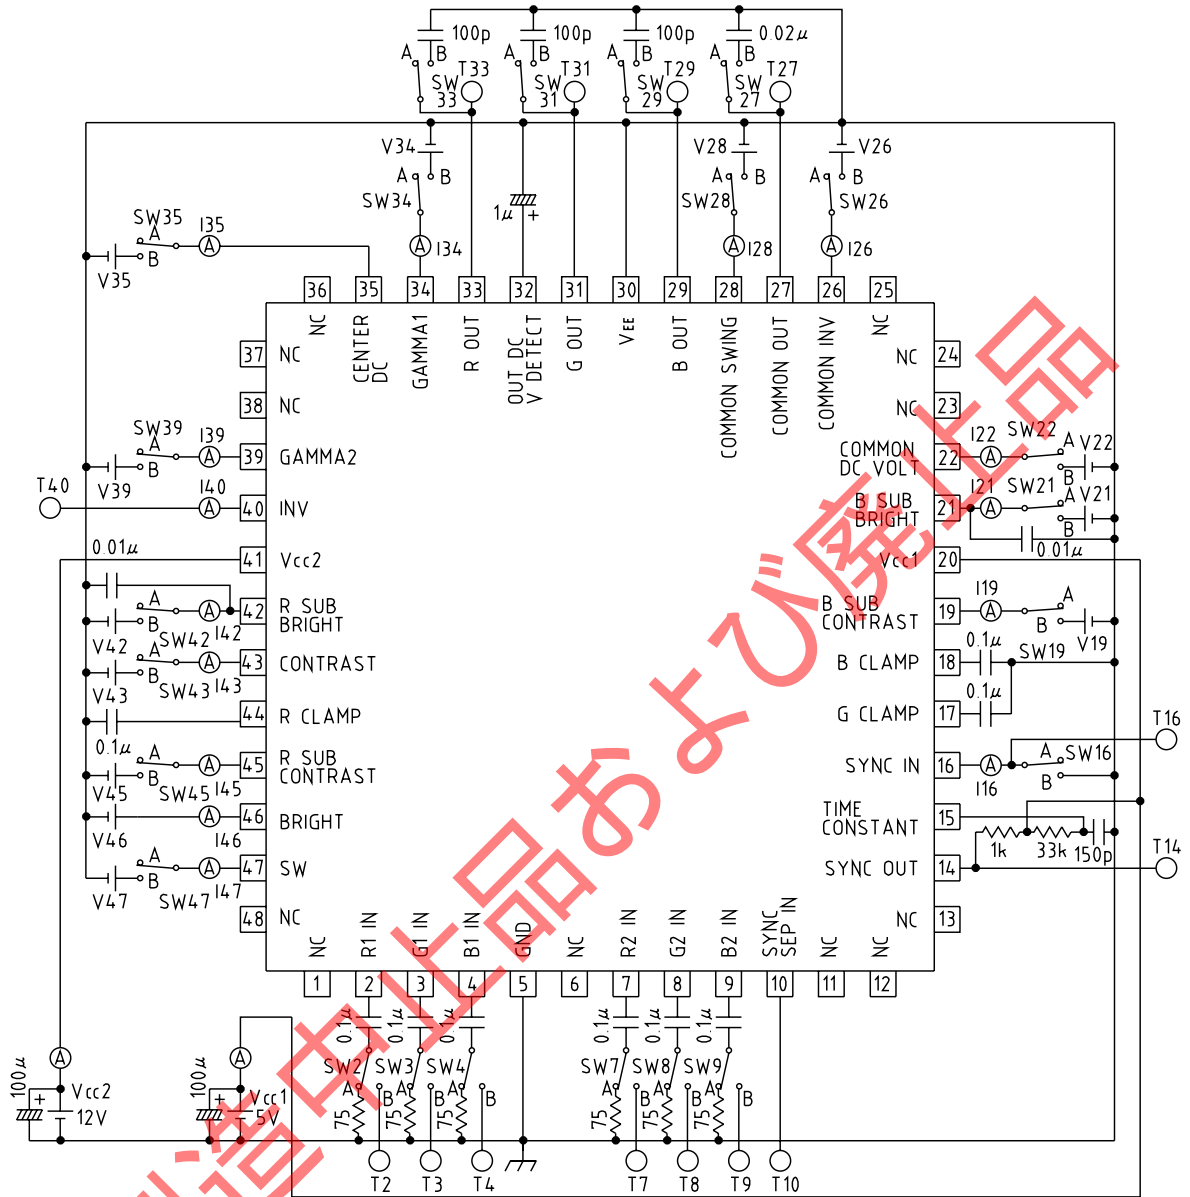 100p
100p
100p
0.02μ
A B T33
A B T31
A B T29
A B T27
SW 33
SW 31
SW 29
SW 27
V34
V28
V26
A B
A B
A B
SW34
SW28
SW26
1μ +
SW35
I35
A
B
V35
A I34
A I28
A I26
36 35 34 33 32 31 30 29 28 27 26 25
NC
CENTER DC
GAMMA1
R OUT
OUT DC V DETECT
G OUT
VEE
B OUT
COMMON SWING
COMMON OUT
COMMON INV
NC
37 NC
38 NC
39 GAMMA2
40 INV
41 Vcc2
42 R SUB BRIGHT
43 CONTRAST
44 R CLAMP
45 R SUB CONTRAST
46 BRIGHT
47 SW
48 NC
NC 24
NC 23
COMMON DC VOLT 22
B SUB BRIGHT 21
Vcc1 20
B SUB CONTRAST 19
B CLAMP 18
G CLAMP 17
SYNC IN 16
TIME CONSTANT 15
SYNC OUT 14
NC 13
SW39 I39
A
B
V39
T40
I40
0.01μ
A
B
V42 SW42 I42
A
B
V43 SW43 I43
0.1μ
A
B
V45 SW45 I45
V46 I46
A
B
V47 SW47 I47
I22 SW22 A V22
B
I21 SW21 A V21
B
0.01μ
I19 A
B V19
0.1μ SW19
0.1μ
T16
A SW16
I16 B
1k 33k 150p
T14
NC
R1 IN
G1 IN
B1 IN
GND
NC
R2 IN
G2 IN
B2 IN
SYNC SEP IN
NC
NC
1 2 3 4 5 6 7 8 9 10 11 12
0.1μ
0.1μ
0.1μ
0.1μ
0.1μ
0.1μ
SW2 SW3 SW4 SW7 SW8 SW9
A B
A B
A B
A B
A B
A B
75 75 75 75 75 75
100μ + A Vcc2 12V
100μ + A Vcc1 5V
T2 T3 T4 T7 T8 T9 T10
製造中止品および廃止品